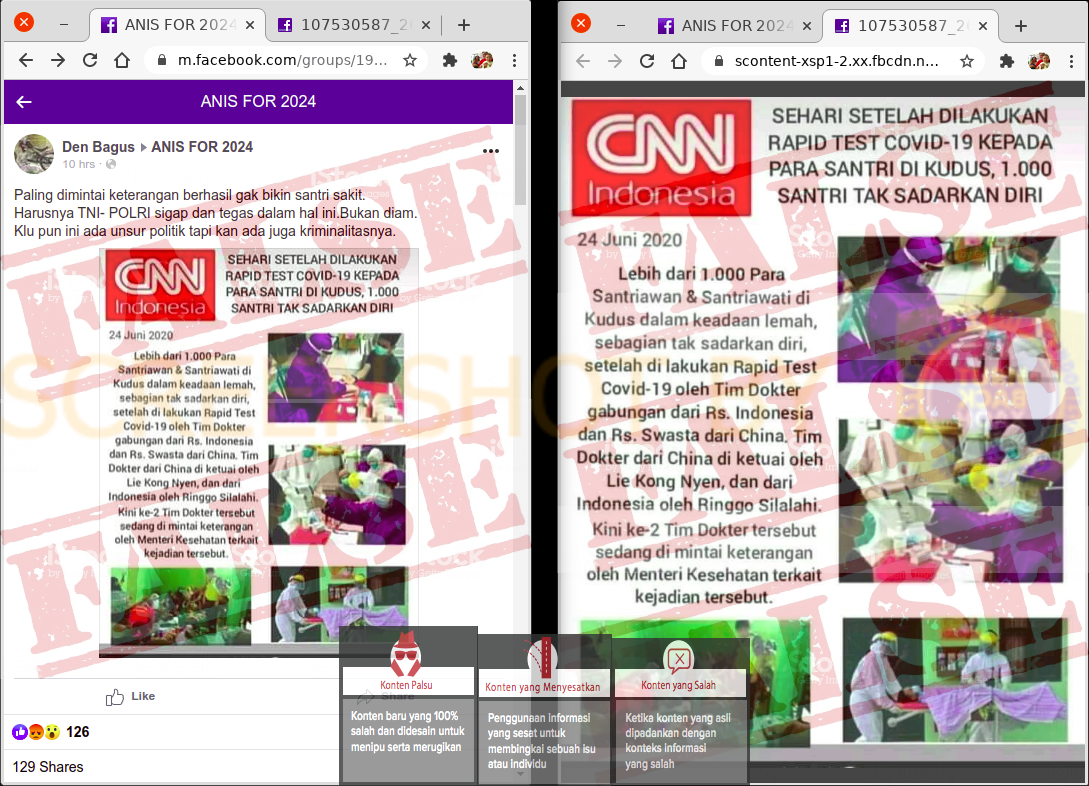 ANIS FOR 2024
107530587_2
m.facebook.com/groups/19...
ANIS FOR 2024
Den Bagus ▸ ANIS FOR 2024
10 hrs ·
Paling dimintai keterangan berhasil gak bikin santri sakit.
Harusnya TNI- POLRI sigap dan tegas dalam hal ini.Bukan diam.
Klu pun ini ada unsur politik tapi kan ada juga kriminalitasnya.
CNN
Indonesia
SEHARI SETELAH DILAKUKAN
RAPID TEST COVID-19 KEPADA
PARA SANTRI DI KUDUS, 1.000
SANTRI TAK SADARKAN DIRI
24 Juni 2020
Lebih dari 1.000 Para
Santriawan & Santriawati di
Kudus dalam keadaan lemah,
sebagian tak sadarkan diri,
setelah di lakukan Rapid Test
Covid-19 oleh Tim Dokter
gabungan dari Rs. Indonesia
dan Rs. Swasta dari China. Tim
Dokter dari China di ketuai oleh
Lie Kong Nyen, dan dari
Indonesia oleh Ringgo Silalahi.
Kini ke-2 Tim Dokter tersebut
sedang di mintai keterangan
oleh Menteri Kesehatan terkait
kejadian tersebut.
Like
Share
126
129 Shares
ANIS FOR 2024
107530587_2
scontent-xsp1-2.xx.fbcdn.n...
CNN
Indonesia
SEHARI SETELAH DILAKUKAN
RAPID TEST COVID-19 KEPADA
PARA SANTRI DI KUDUS, 1.000
SANTRI TAK SADARKAN DIRI
24 Juni 2020
Lebih dari 1.000 Para
Santriawan & Santriawati di
Kudus dalam keadaan lemah,
sebagian tak sadarkan diri,
setelah di lakukan Rapid Test
Covid-19 oleh Tim Dokter
gabungan dari Rs. Indonesia
dan Rs. Swasta dari China. Tim
Dokter dari China di ketuai oleh
Lie Kong Nyen, dan dari
Indonesia oleh Ringgo Silalahi.
Kini ke-2 Tim Dokter tersebut
sedang di mintai keterangan
oleh Menteri Kesehatan terkait
kejadian tersebut.
FALSE
FALSE
FALSE
FALSE
SCREENSHOT
iStock
Konten Palsu
Konten baru yang 100%
salah dan didesain untuk
menipu serta merugikan
Konten yang Menyesatkan
Penggunaan informasi
yang sesat untuk
membingkai sebuah isu
atau individu
Konten yang Salah
Ketika konten yang asli
dipadankan dengan
konteks informasi
yang salah